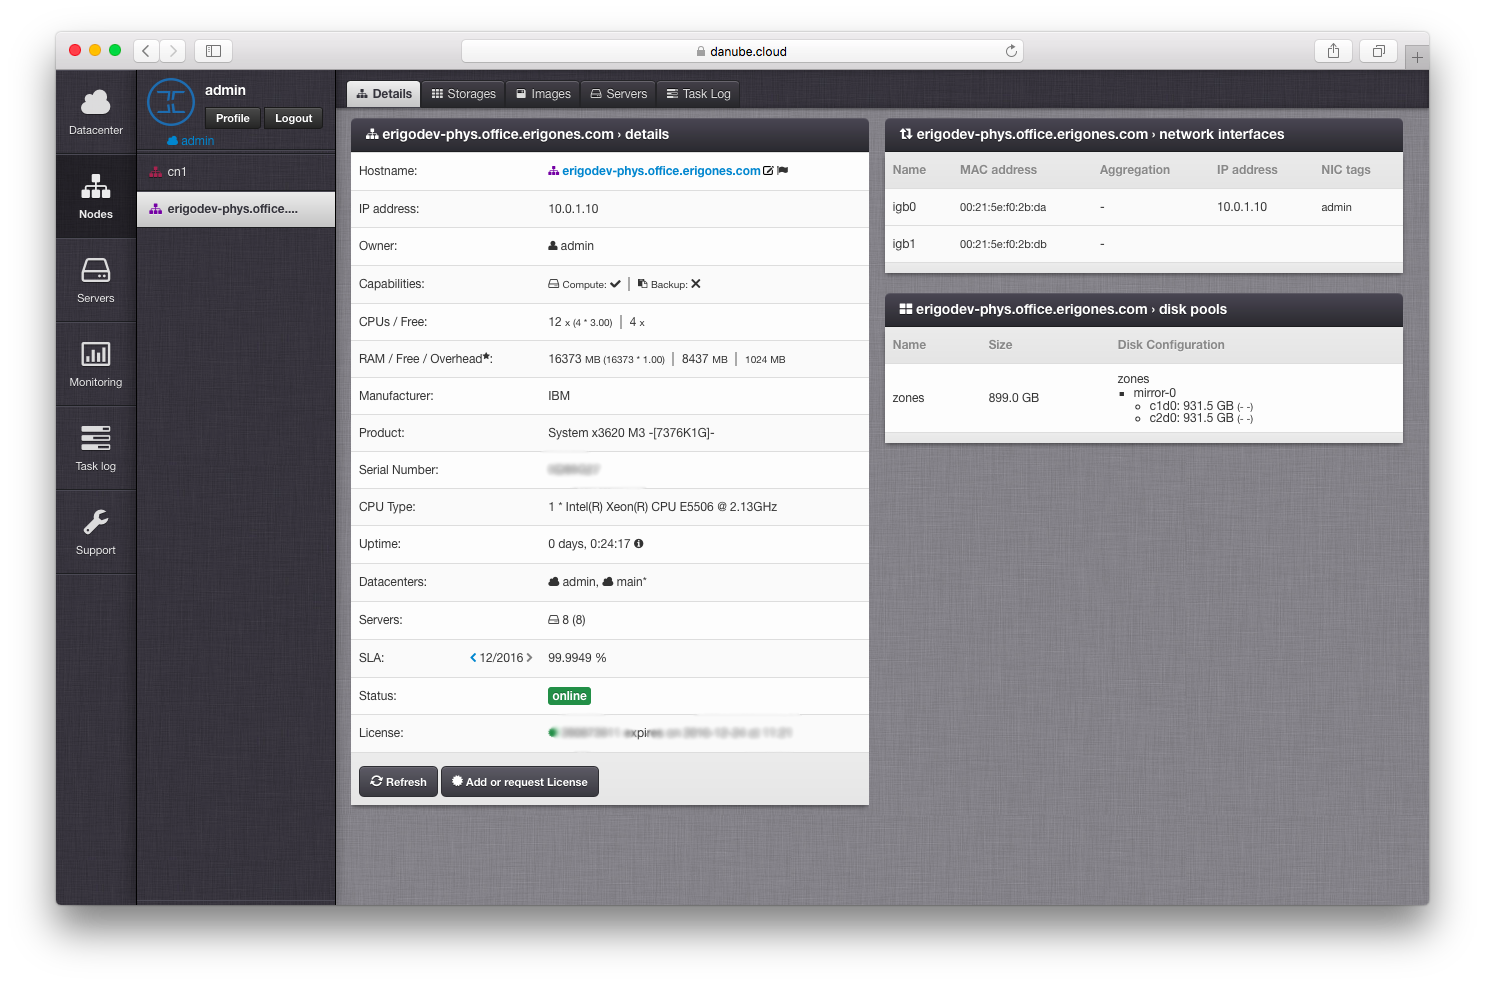 danube.cloud
Datacenter
Nodes
Servers
Monitoring
Task log
Support
admin
Profile Logout
admin
cn1
erigodev-phys.office....
Details Storages Images Servers Task Log
erigodev-phys.office.erigones.com › details
Hostname: erigodev-phys.office.erigones.com
IP address: 10.0.1.10
Owner: admin
Capabilities: Compute: ✔ | Backup: ✖
CPUs / Free: 12 x (4 * 3.00) | 4 x
RAM / Free / Overhead★: 16373 MB (16373 * 1.00) | 8437 MB | 1024 MB
Manufacturer: IBM
Product: System x3620 M3 -[7376K1G]-
Serial Number:
CPU Type: 1 * Intel(R) Xeon(R) CPU E5506 @ 2.13GHz
Uptime: 0 days, 0:24:17
Datacenters: admin, main*
Servers: 8 (8)
SLA: 12/2016 99.9949 %
Status: online
License: expires
Refresh Add or request License
erigodev-phys.office.erigones.com › network interfaces
Name MAC address Aggregation IP address NIC tags
igb0 00:21:5e:f0:2b:da - 10.0.1.10 admin
igb1 00:21:5e:f0:2b:db -
erigodev-phys.office.erigones.com › disk pools
Name Size Disk Configuration
zones 899.0 GB zones
mirror-0
c1d0: 931.5 GB (- -)
c2d0: 931.5 GB (- -)